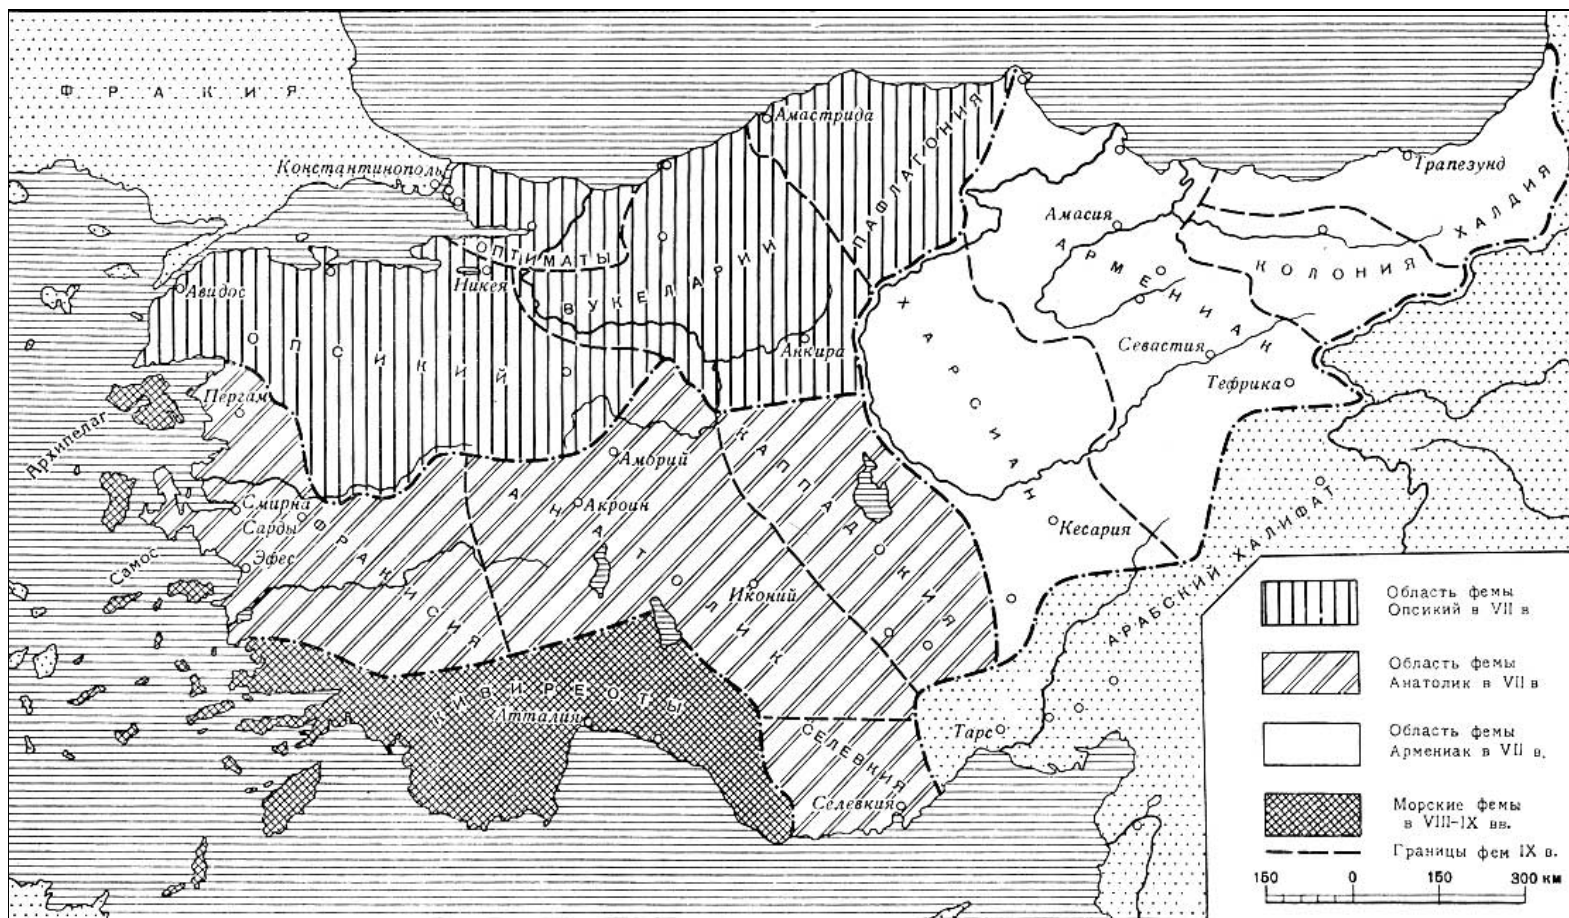 ФРАКИЯ
Константинополь
Амастрида
ПАФЛАГОНИЯ
Трапезунд
ХАЛДИЯ
Амасия
АРМЕНИАК
КОЛОНИЯ
ОПТИМАТЫ
Никея
ВУКЕЛАРИИ
Авидос
ОПСИКИЙ
Анкира
ХАРСИАН
Севастия
Тефрика
Пергам
Архипелаг
Аморий
КАППАДОКИЯ
АНАТОЛИК
Акроин
Смирна
Сарды
ФРАКИСИЯ
Кесария
Эфес
Самос
Иконий
АРАБСКИЙ ХАЛИФАТ
КИВИРЕОТЫ
Атталия
Тарс
СЕЛЕВКИЯ
Селевкия
Область фемы
Опсикий в VII в
Область фемы
Анатолик в VII в
Область фемы
Армениак в VII в.
Морские фемы
в VIII-IX вв.
Границы фем IX в.
150 0 150 300 км